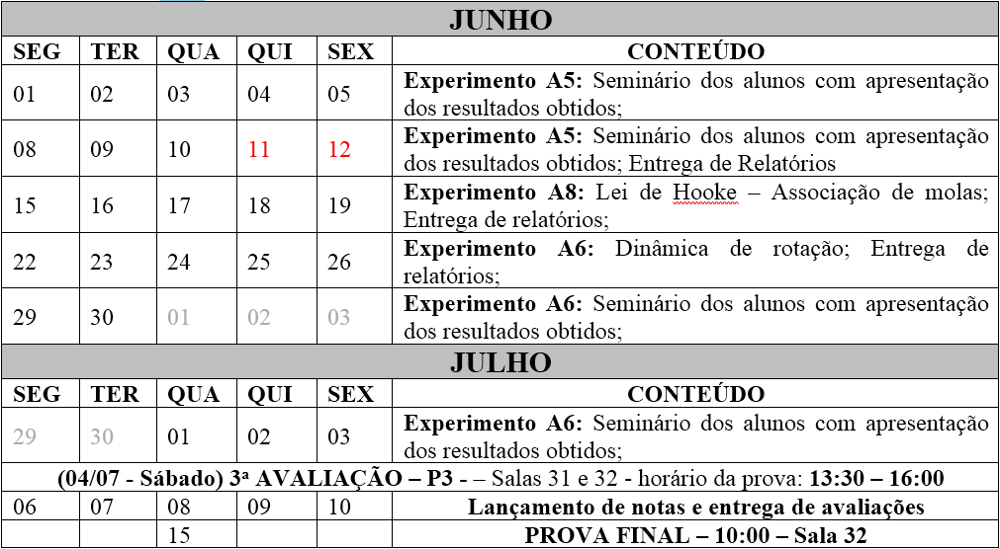 JUNHO
SEG TER QUA QUI SEX CONTEÚDO
01 02 03 04 05 Experimento A5: Seminário dos alunos com apresentação
dos resultados obtidos;
08 09 10 11 12 Experimento A5: Seminário dos alunos com apresentação
dos resultados obtidos; Entrega de Relatórios
15 16 17 18 19 Experimento A8: Lei de Hooke – Associação de molas;
Entrega de relatórios;
22 23 24 25 26 Experimento A6: Dinâmica de rotação; Entrega de
relatórios;
29 30 01 02 03 Experimento A6: Seminário dos alunos com apresentação
dos resultados obtidos;
JULHO
SEG TER QUA QUI SEX CONTEÚDO
29 30 01 02 03 Experimento A6: Seminário dos alunos com apresentação
dos resultados obtidos;
(04/07 - Sábado) 3ª AVALIAÇÃO – P3 - – Salas 31 e 32 - horário da prova: 13:30 – 16:00
06 07 08 09 10 Lançamento de notas e entrega de avaliações
15 PROVA FINAL – 10:00 – Sala 32